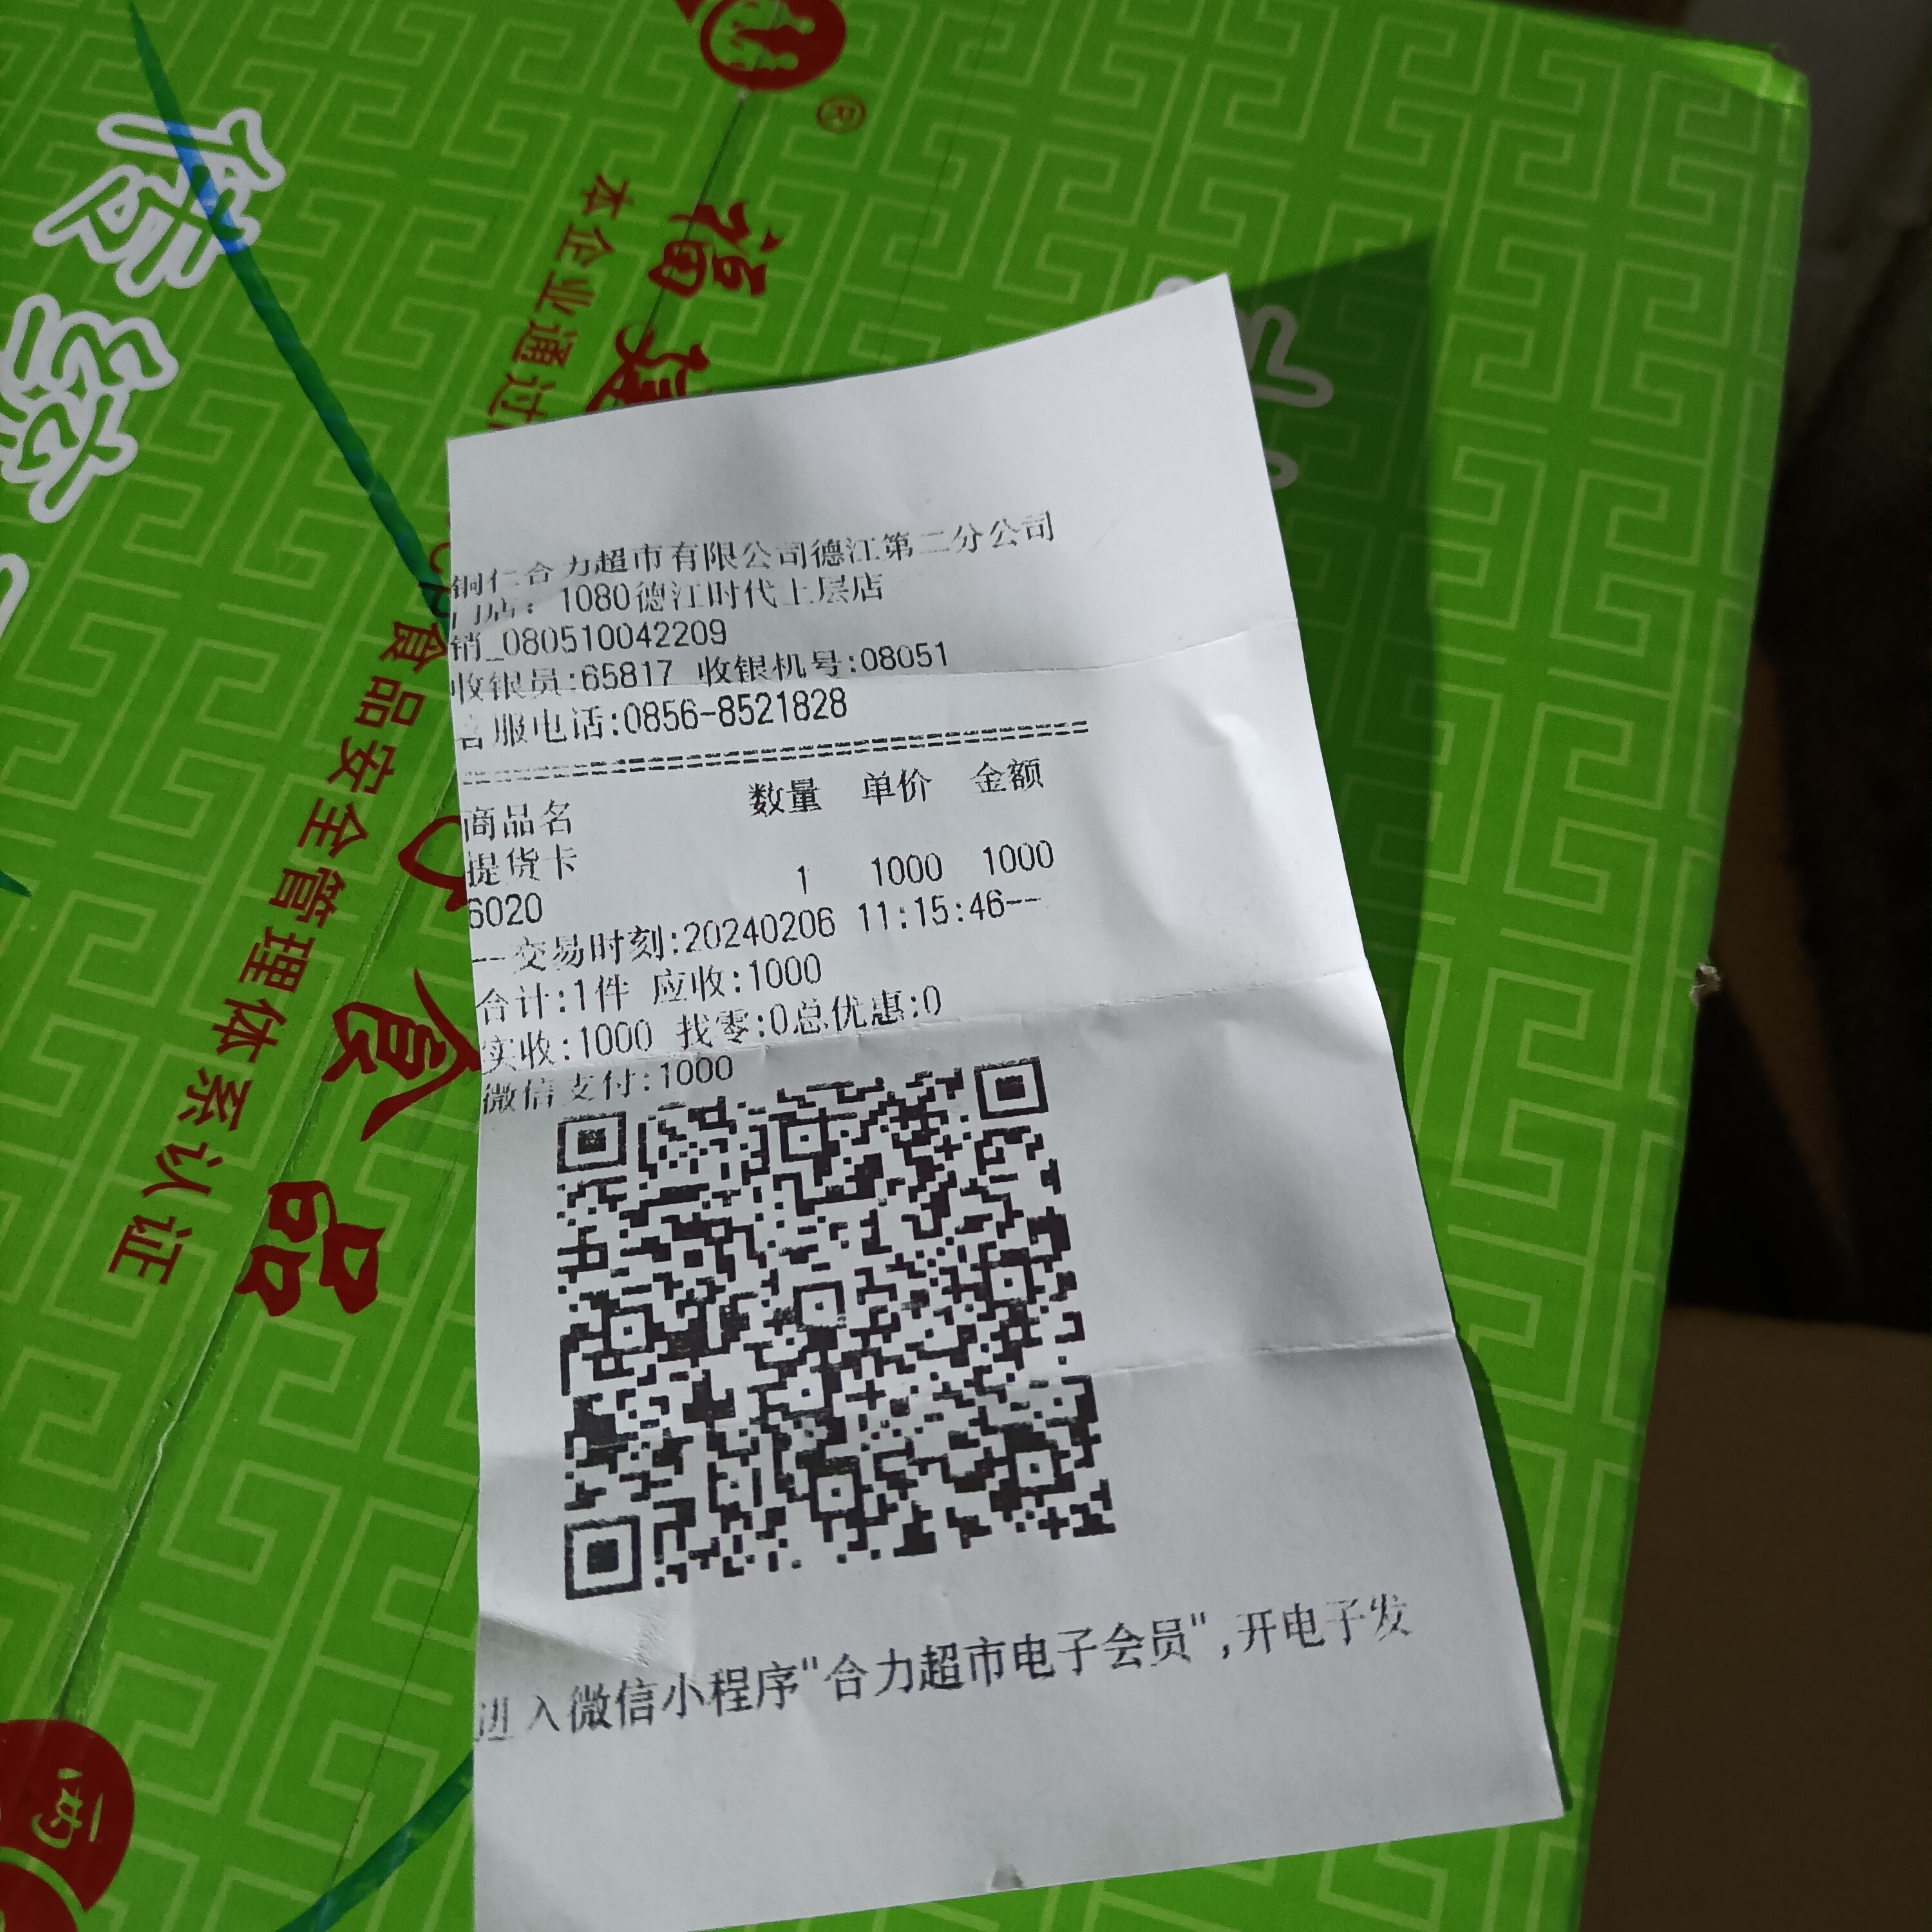 铜仁合力超市有限公司德江第二分公司
门店：1080德江时代上层店
销_080510042209
收银员:65817 收银机号:08051
客服电话:0856-8521828
==================================
商品名 数量 单价 金额
提货卡
6020 1 1000 1000
--交易时刻:20240206 11:15:46--
合计:1件 应收:1000
实收:1000 找零:0总优惠:0
微信支付:1000
进入微信小程序"合力超市电子会员",开电子发
本企业通过
食品安全管理体系认证
福建
食品
®